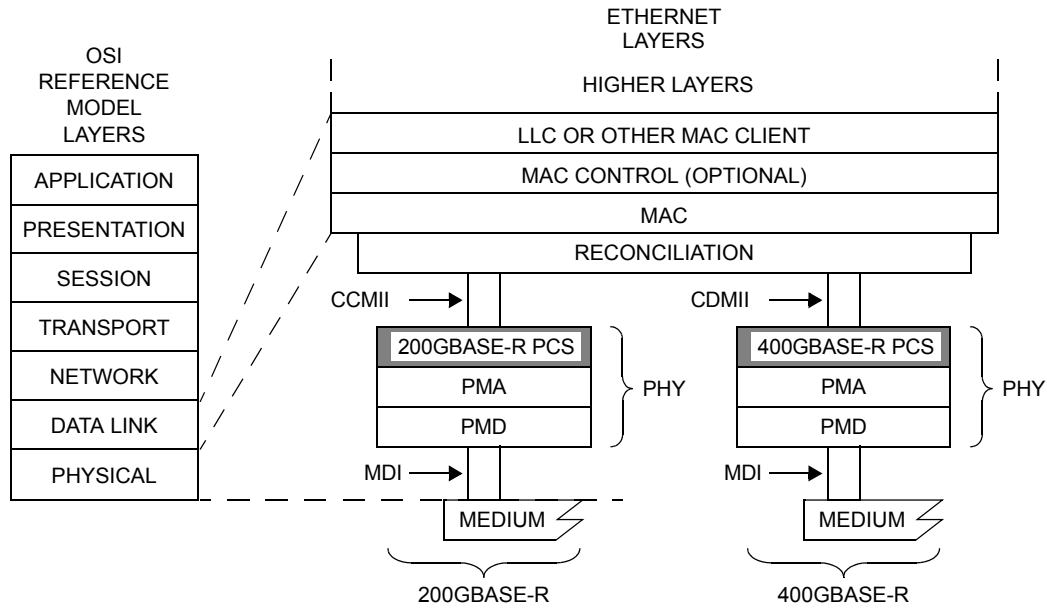 ETHERNET
LAYERS
OSI
REFERENCE
MODEL
LAYERS
HIGHER LAYERS
LLC OR OTHER MAC CLIENT
MAC CONTROL (OPTIONAL)
MAC
RECONCILIATION
APPLICATION
PRESENTATION
SESSION
TRANSPORT
NETWORK
DATA LINK
PHYSICAL
CCMII
200GBASE-R PCS
PMA
PMD
PHY
MDI
MEDIUM
200GBASE-R
CDMII
400GBASE-R PCS
PMA
PMD
PHY
MDI
MEDIUM
400GBASE-R